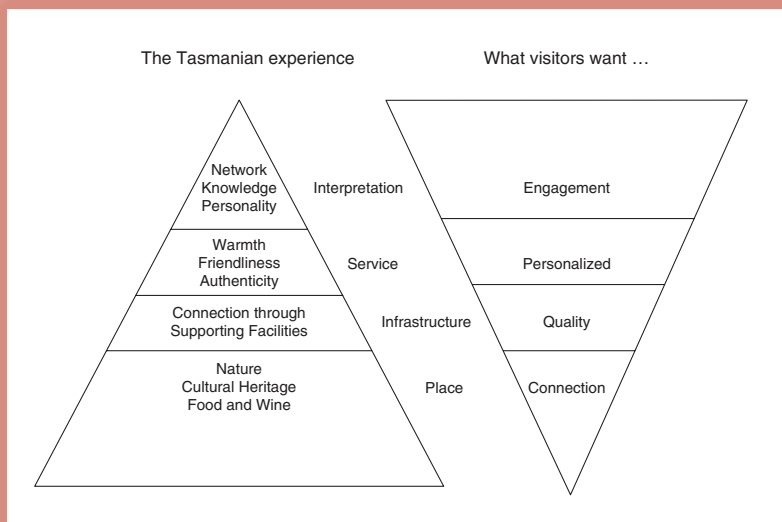 The Tasmanian experience
What visitors want …
Network
Knowledge
Personality
Interpretation
Engagement
Warmth
Friendliness
Authenticity
Service
Personalized
Connection through
Supporting Facilities
Infrastructure
Quality
Nature
Cultural Heritage
Food and Wine
Place
Connection